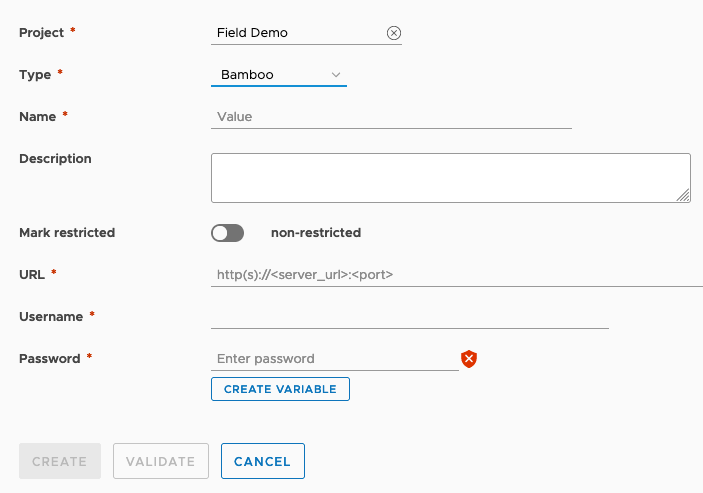 Project * Field Demo
Type * Bamboo
Name * Value
Description
Mark restricted non-restricted
URL * http(s)://<server_url>:<port>
Username *
Password * Enter password
CREATE VARIABLE
CREATE VALIDATE CANCEL